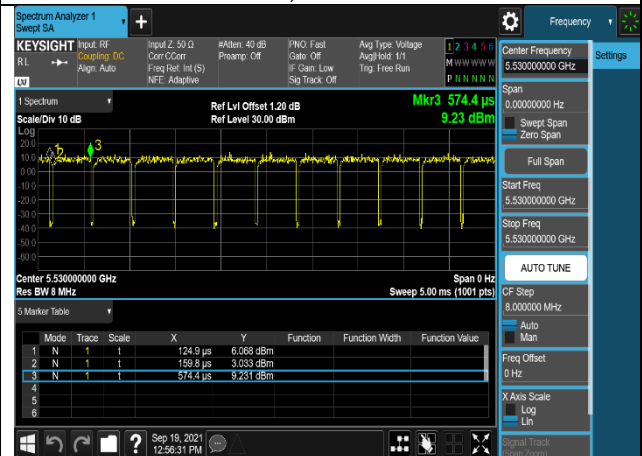 Spectrum Analyzer 1
Swept SA
+
Frequency
KEYSIGHT
RL
Input: RF
Coupling: DC
Align: Auto
Input Z: 50 Ω
Corr CCorr
Freq Ref: Int (S)
NFE: Adaptive
#Atten: 40 dB
Preamp: Off
PNO: Fast
Gate: Off
IF Gain: Low
Sig Track: Off
Avg Type: Voltage
Avg|Hold: 1/1
Trig: Free Run
1 2 3 4 5 6
M W W W W W
P N N N N N
LXI
1 Spectrum
Scale/Div 10 dB
Ref Lvl Offset 1.20 dB
Ref Level 30.00 dBm
Mkr3 574.4 µs
9.23 dBm
Log
20.0
10.0
0.00
-10.0
-20.0
-30.0
-40.0
-50.0
-60.0
2
3
Center 5.530000000 GHz
Res BW 8 MHz
Span 0 Hz
Sweep 5.00 ms (1001 pts)
5 Marker Table
Mode Trace Scale X Y Function Function Width Function Value
1 N 1 t 124.9 µs 6.068 dBm
2 N 1 t 159.8 µs 3.033 dBm
3 N 1 t 574.4 µs 9.231 dBm
4
5
6
Sep 19, 2021
12:56:31 PM
Settings
Center Frequency
5.530000000 GHz
Span
0.00000000 Hz
Swept Span
Zero Span
Full Span
Start Freq
5.530000000 GHz
Stop Freq
5.530000000 GHz
AUTO TUNE
CF Step
8.000000 MHz
Auto
Man
Freq Offset
0 Hz
X Axis Scale
Log
Lin
Signal Track
(Span Zoom)